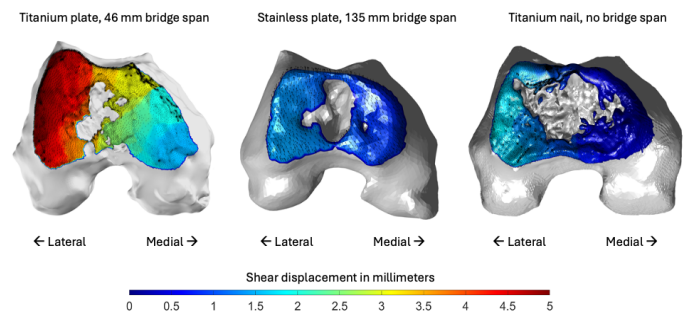 Titanium plate, 46 mm bridge span
Stainless plate, 135 mm bridge span
Titanium nail, no bridge span
← Lateral Medial →
← Lateral Medial →
← Lateral Medial →
Shear displacement in millimeters
0 0.5 1 1.5 2 2.5 3 3.5 4 4.5 5